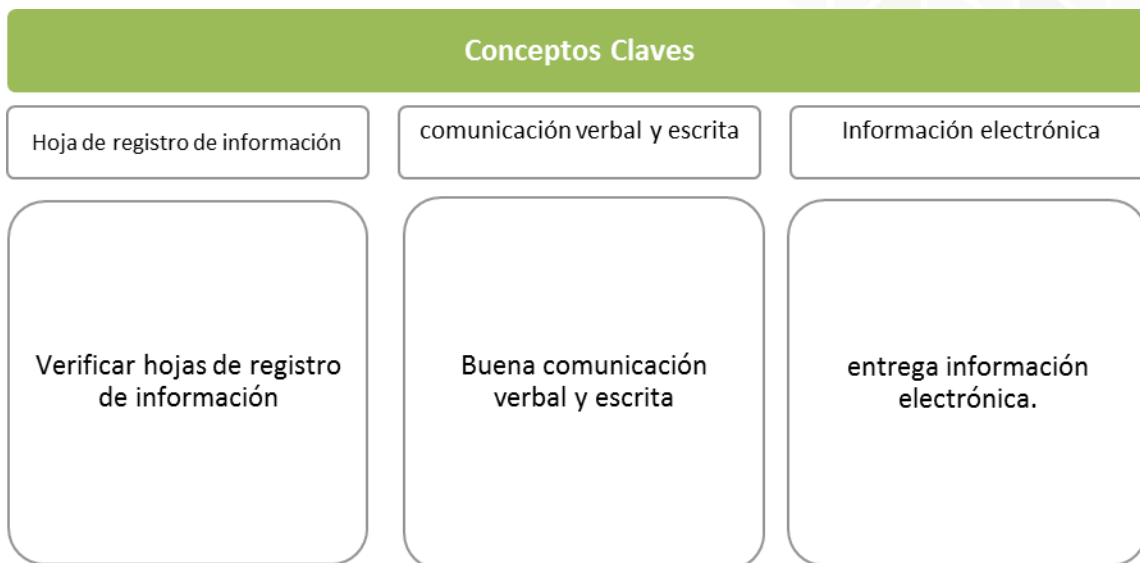 Conceptos Claves
Hoja de registro de información
comunicación verbal y escrita
Información electrónica
Verificar hojas de registro
de información
Buena comunicación
verbal y escrita
entrega información
electrónica.